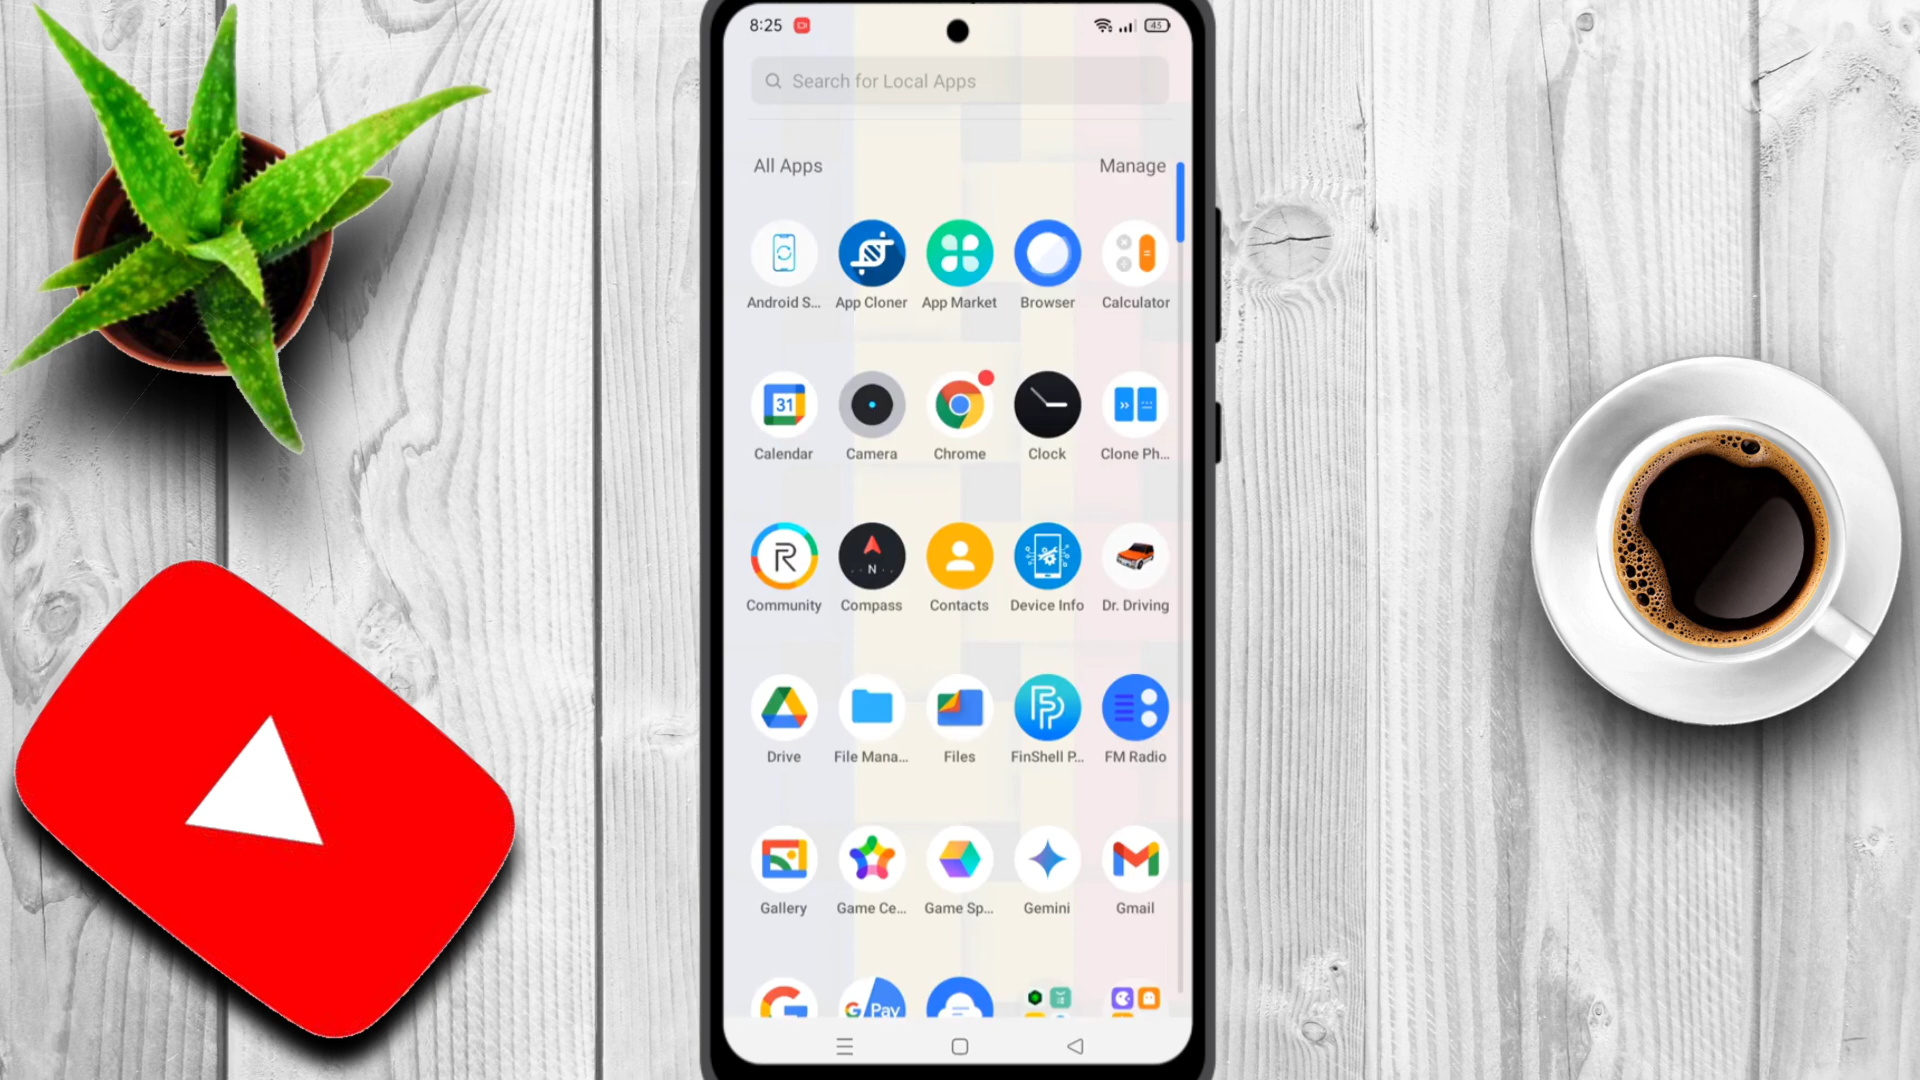 8:25
43
Search for Local Apps
All Apps
Manage
Android S...
App Cloner
App Market
Browser
Calculator
31
Calendar
Camera
Chrome
Clock
Clone Ph...
N
Community
Compass
Contacts
Device Info
Dr. Driving
Drive
File Mana...
Files
FinShell P...
FM Radio
Gallery
Game Ce...
Game Sp...
Gemini
Gmail
G Pay